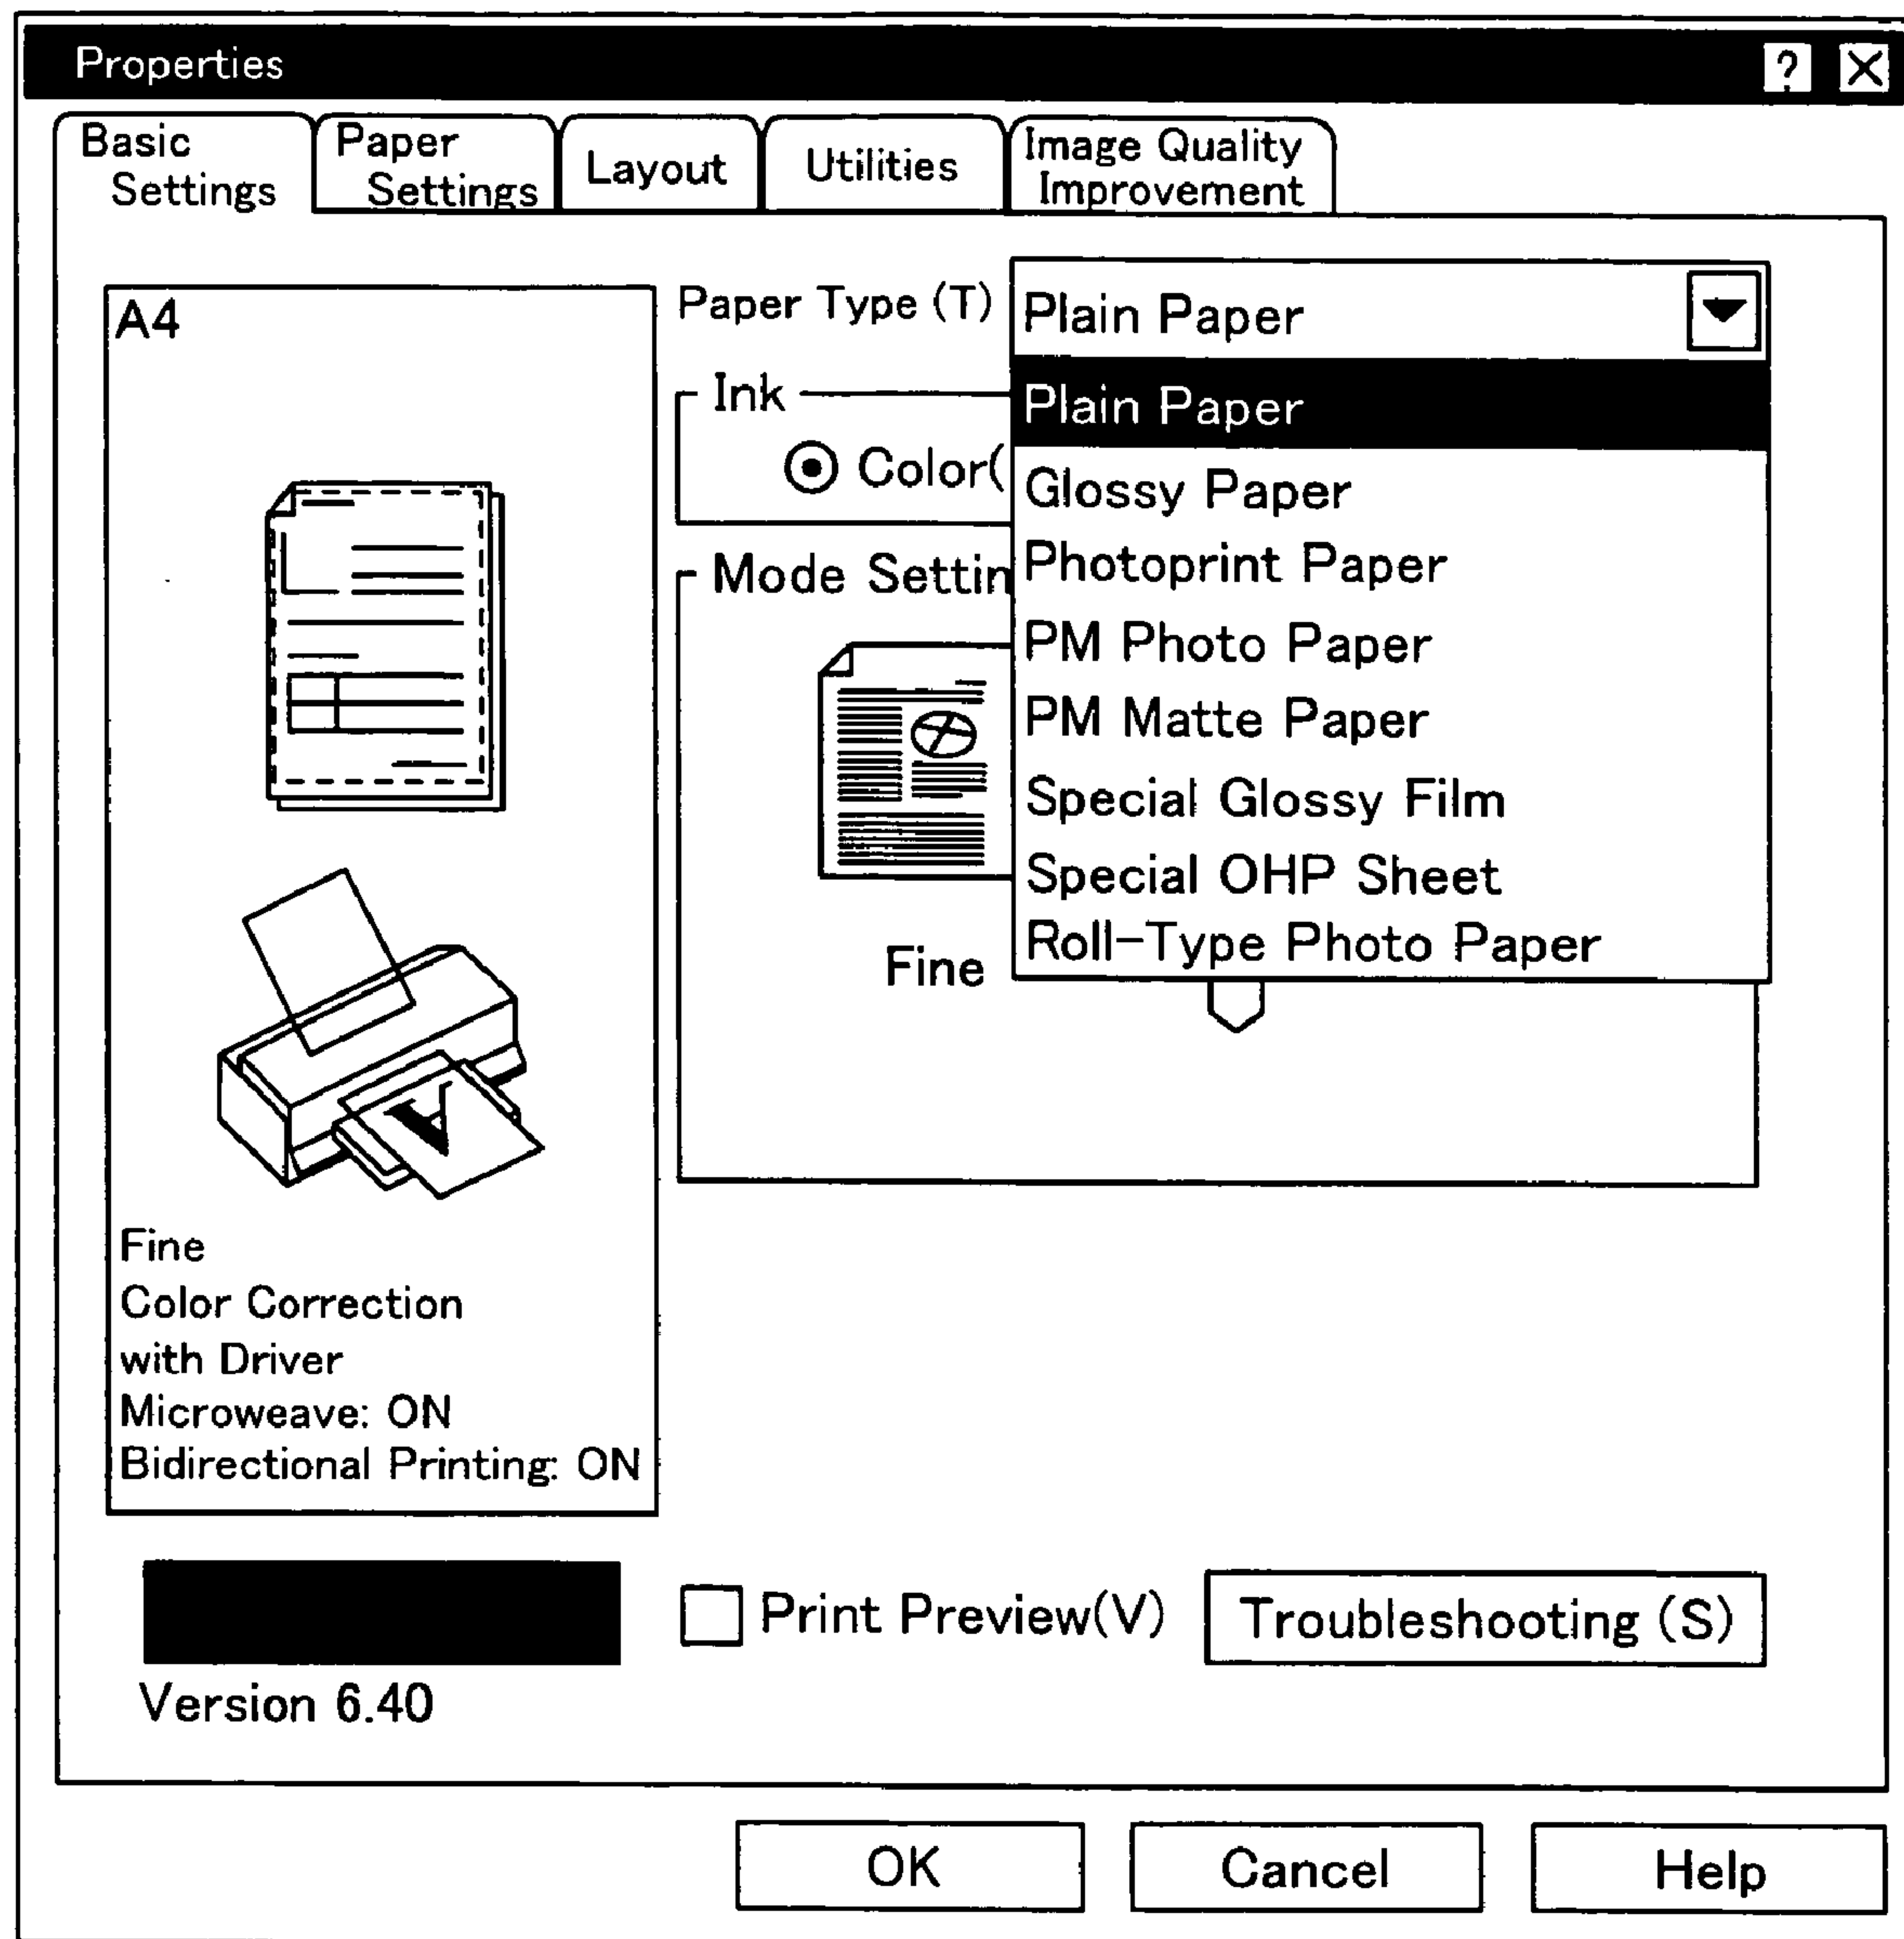 Properties ? X
Basic
Settings
Paper
Settings
Layout
Utilities
Image Quality
Improvement
A4
Paper Type (T)
Plain Paper
Ink
Color(
Mode Settin
Plain Paper
Glossy Paper
Photoprint Paper
PM Photo Paper
PM Matte Paper
Special Glossy Film
Special OHP Sheet
Roll-Type Photo Paper
Fine
A
Fine
Color Correction
with Driver
Microweave: ON
Bidirectional Printing: ON
Version 6.40
Print Preview(V)
Troubleshooting (S)
OK
Cancel
Help